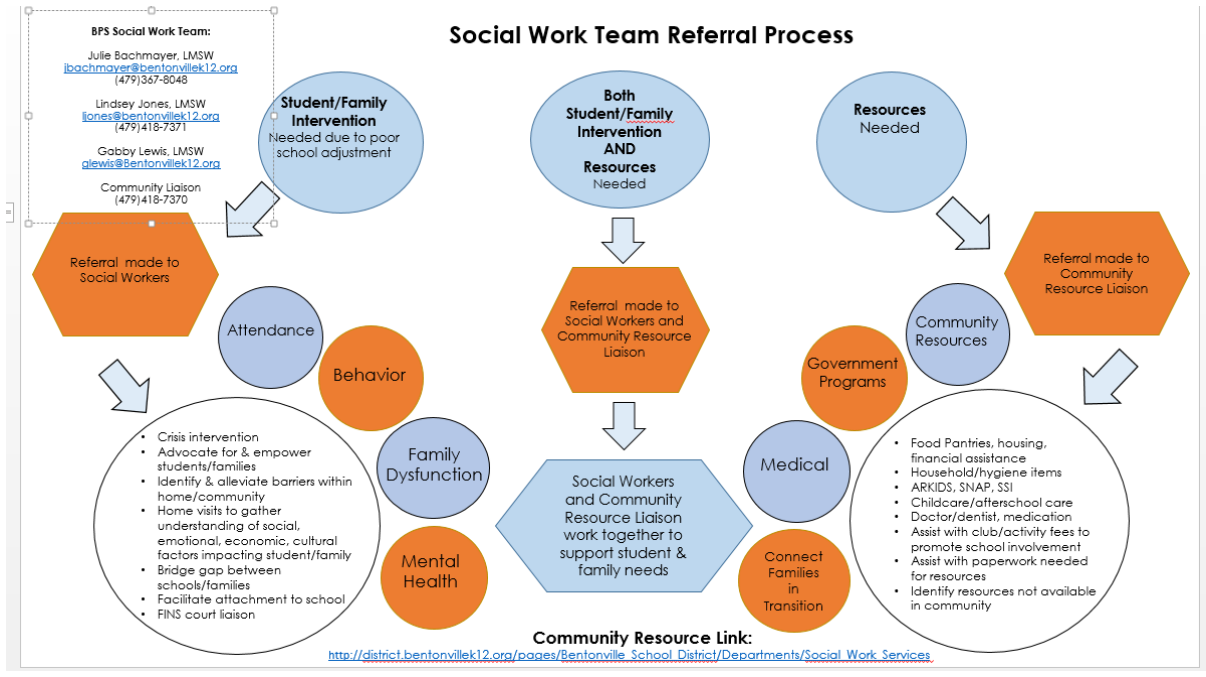 Social Work Team Referral Process
BPS Social Work Team:
Julie Bachmayer, LMSW
jbachmayer@bentonvillek12.org
(479)367-8048
Lindsey Jones, LMSW
ljones@bentonvillek12.org
(479)418-7371
Gabby Lewis, LMSW
glewis@Bentonvillek12.org
Community Liaison
(479)418-7370
Student/Family
Intervention
Needed due to poor
school adjustment
Both
Student/Family
Intervention
AND
Resources
Needed
Resources
Needed
Referral made to
Social Workers
Referral made to
Social Workers and
Community Resource
Liaison
Referral made to
Community
Resource Liaison
Attendance
Behavior
Family
Dysfunction
Mental
Health
Community
Resources
Government
Programs
Medical
Connect
Families
in
Transition
• Crisis intervention
• Advocate for & empower
students/families
• Identify & alleviate barriers within
home/community
• Home visits to gather
understanding of social,
emotional, economic, cultural
factors impacting student/family
• Bridge gap between
schools/families
• Facilitate attachment to school
• FINS court liaison
Social Workers
and Community
Resource Liaison
work together to
support student &
family needs
• Food Pantries, housing,
financial assistance
• Household/hygiene items
• ARKIDS, SNAP, SSI
• Childcare/afterschool care
• Doctor/dentist, medication
• Assist with club/activity fees to
promote school involvement
• Assist with paperwork needed
for resources
• Identify resources not available
in community
Community Resource Link:
http://district.bentonvillek12.org/pages/Bentonville_School_District/Departments/Social_Work_Services